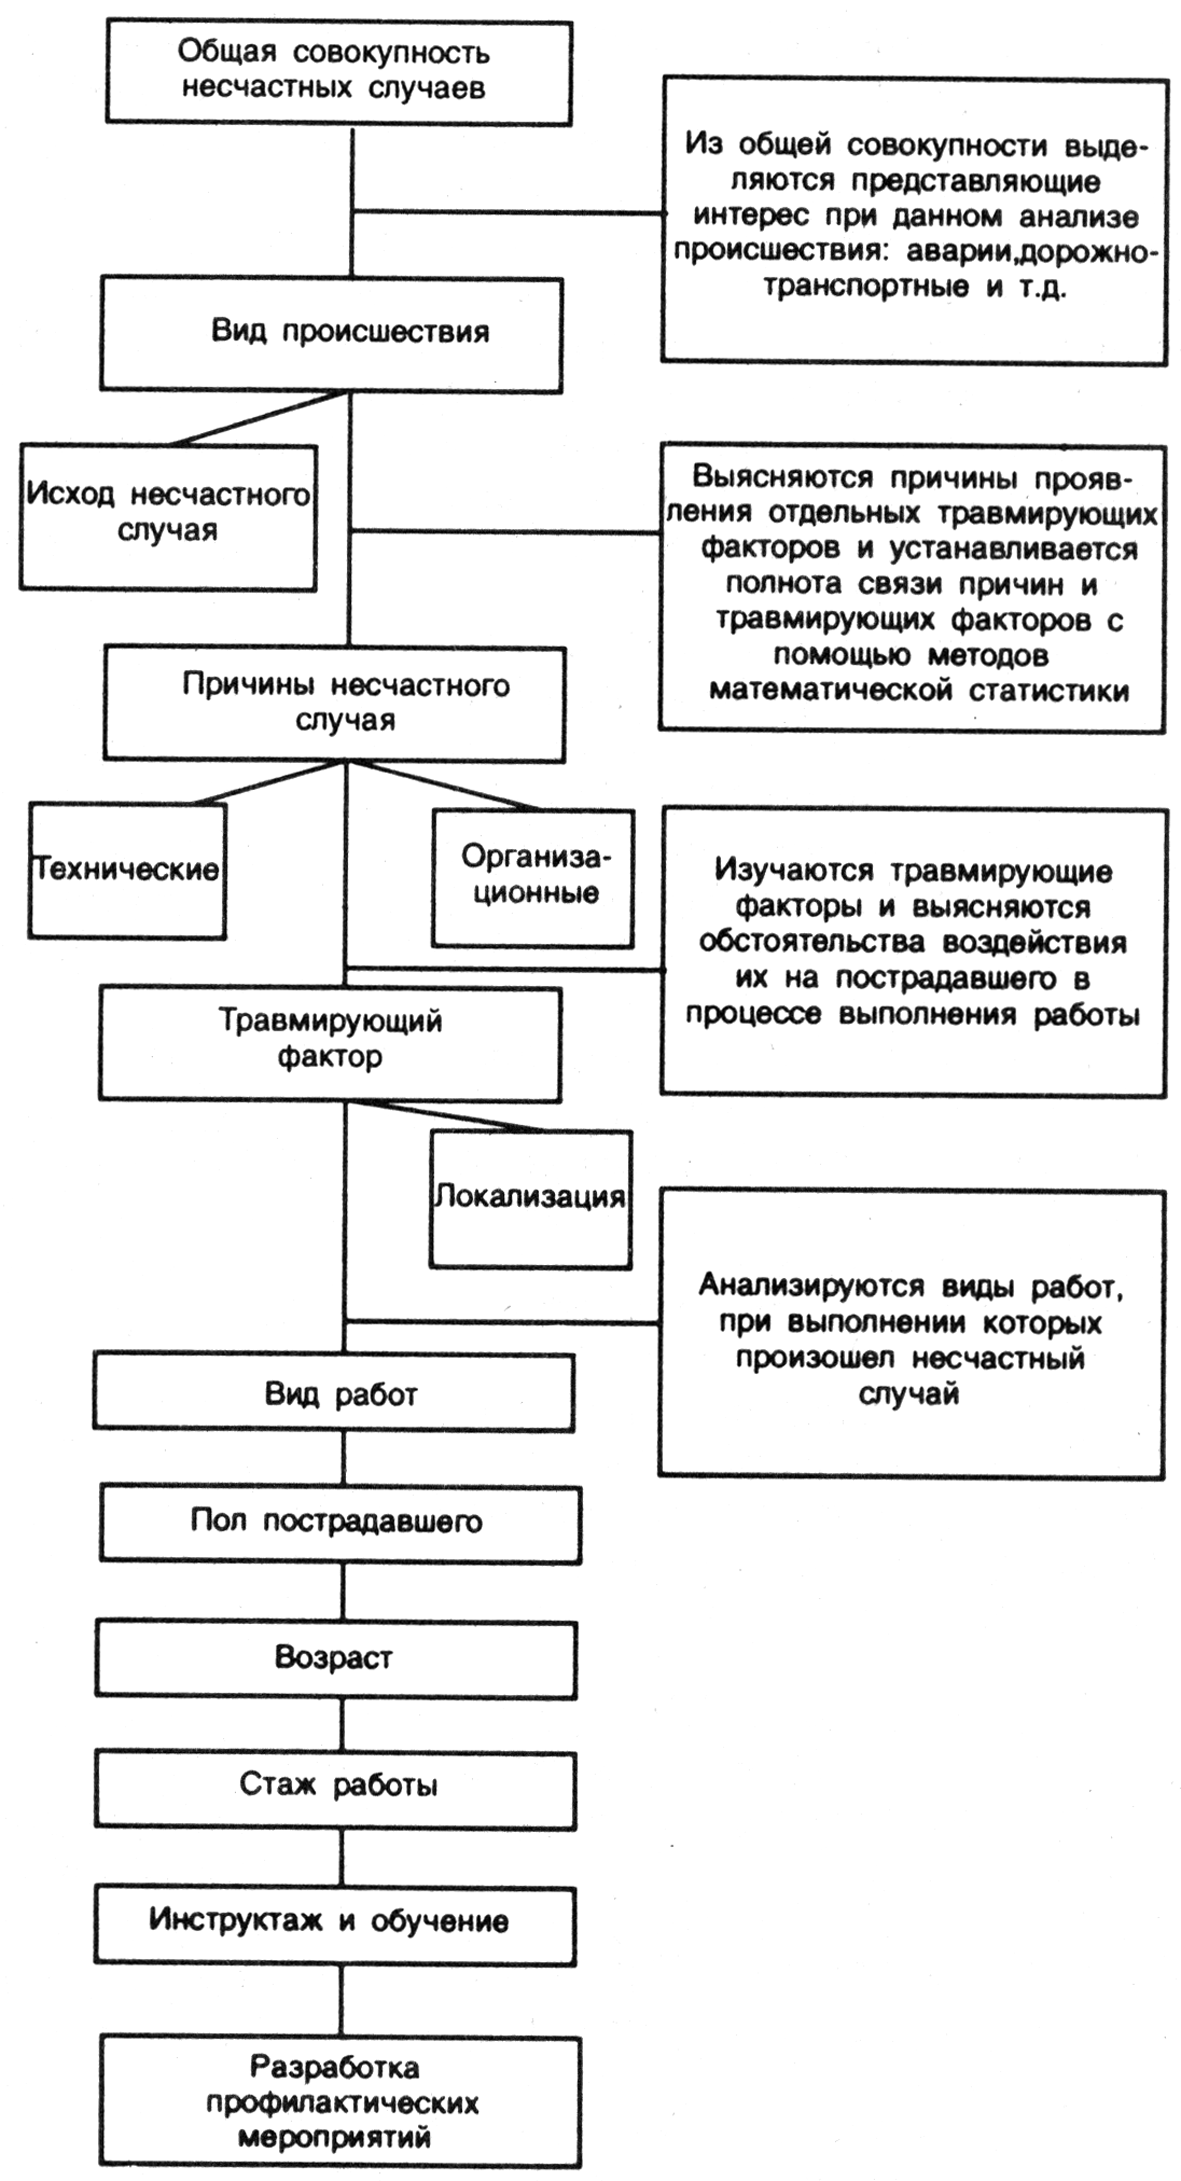 Общая совокупность
несчастных случаев
Из общей совокупности выде-
ляются представляющие
интерес при данном анализе
происшествия: аварии,дорожно-
транспортные и т.д.
Вид происшествия
Исход несчастного
случая
Выясняются причины прояв-
ления отдельных травмирующих
факторов и устанавливается
полнота связи причин и
травмирующих факторов с
помощью методов
математической статистики
Причины несчастного
случая
Технические
Организа-
ционные
Изучаются травмирующие
факторы и выясняются
обстоятельства воздействия
их на пострадавшего в
процессе выполнения работы
Травмирующий
фактор
Локализация
Анализируются виды работ,
при выполнении которых
произошел несчастный
случай
Вид работ
Пол пострадавшего
Возраст
Стаж работы
Инструктаж и обучение
Разработка
профилактических
мероприятий